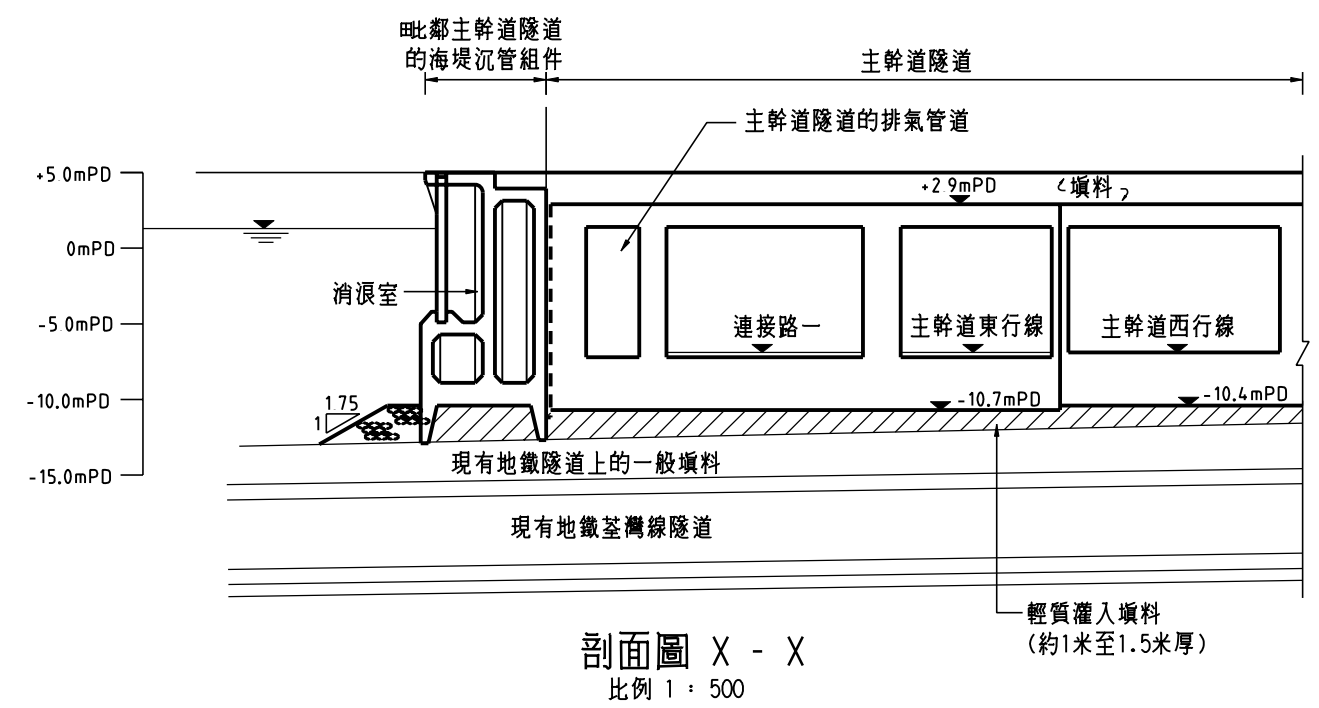 毗鄰主幹道隧道
的海堤沉管組件
主幹道隧道
主幹道隧道的排氣管道
+5.0mPD
+2.9mPD
填料
0mPD
消浪室
-5.0mPD
連接路一
主幹道東行線
主幹道西行線
-10.0mPD
1.75
1
-10.7mPD
-10.4mPD
-15.0mPD
現有地鐵隧道上的一般填料
現有地鐵荃灣線隧道
輕質灌入填料
(約1米至1.5米厚)
剖面圖 X - X
比例 1 : 500